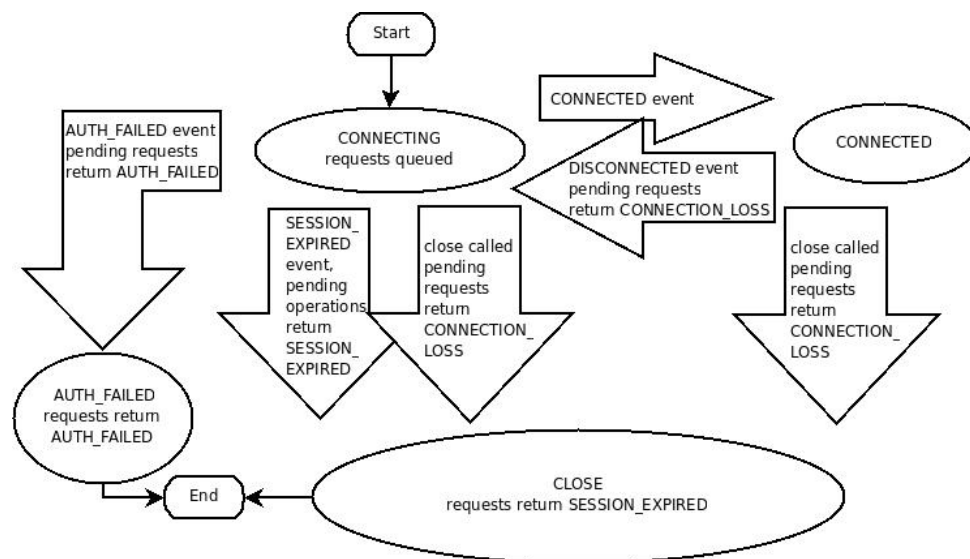 Start
CONNECTED event
CONNECTING
requests queued
CONNECTED
AUTH_FAILED event
pending requests
return AUTH_FAILED
DISCONNECTED event
pending requests
return CONNECTION_LOSS
SESSION_
EXPIRED
event,
pending
operations
return
SESSION_
EXPIRED
close called
pending
requests
return
CONNECTION_
LOSS
close called
pending
requests
return
CONNECTION_
LOSS
AUTH_FAILED
requests return
AUTH_FAILED
End
CLOSE
requests return SESSION_EXPIRED